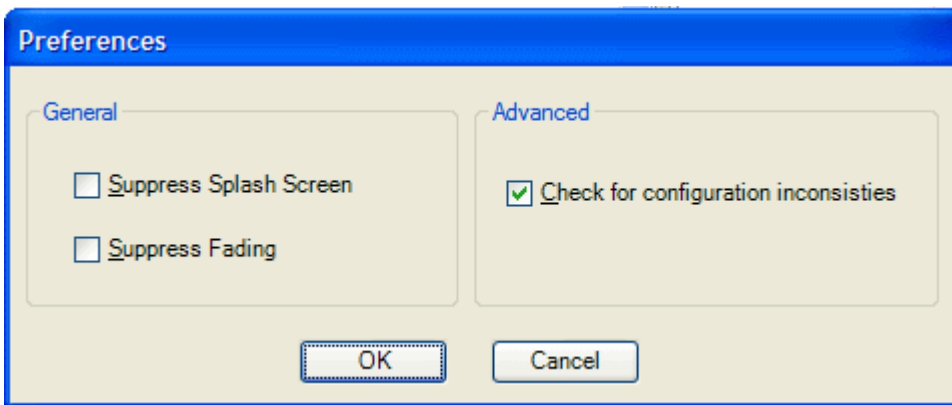 Preferences
General
Suppress Splash Screen
Suppress Fading
Advanced
Check for configuration inconsisties
OK
Cancel